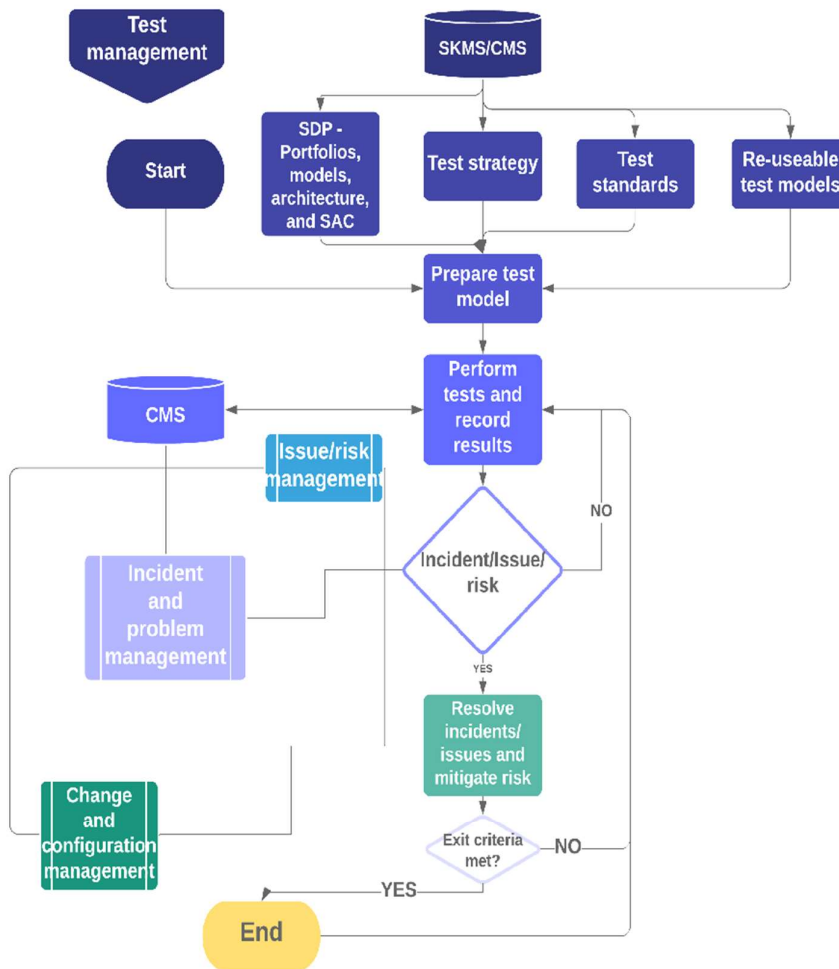 Test
management
SKMS/CMS
Start
SDP -
Portfolios,
models,
architecture,
and SAC
Test strategy
Test
standards
Re-useable
test models
Prepare test
model
Perform
tests and
record
results
CMS
Issue/risk
management
NO
Incident/Issue/
risk
Incident
and
problem
management
YES
Resolve
incidents/
issues and
mitigate risk
Change
and
configuration
management
Exit criteria
met?
NO
YES
End